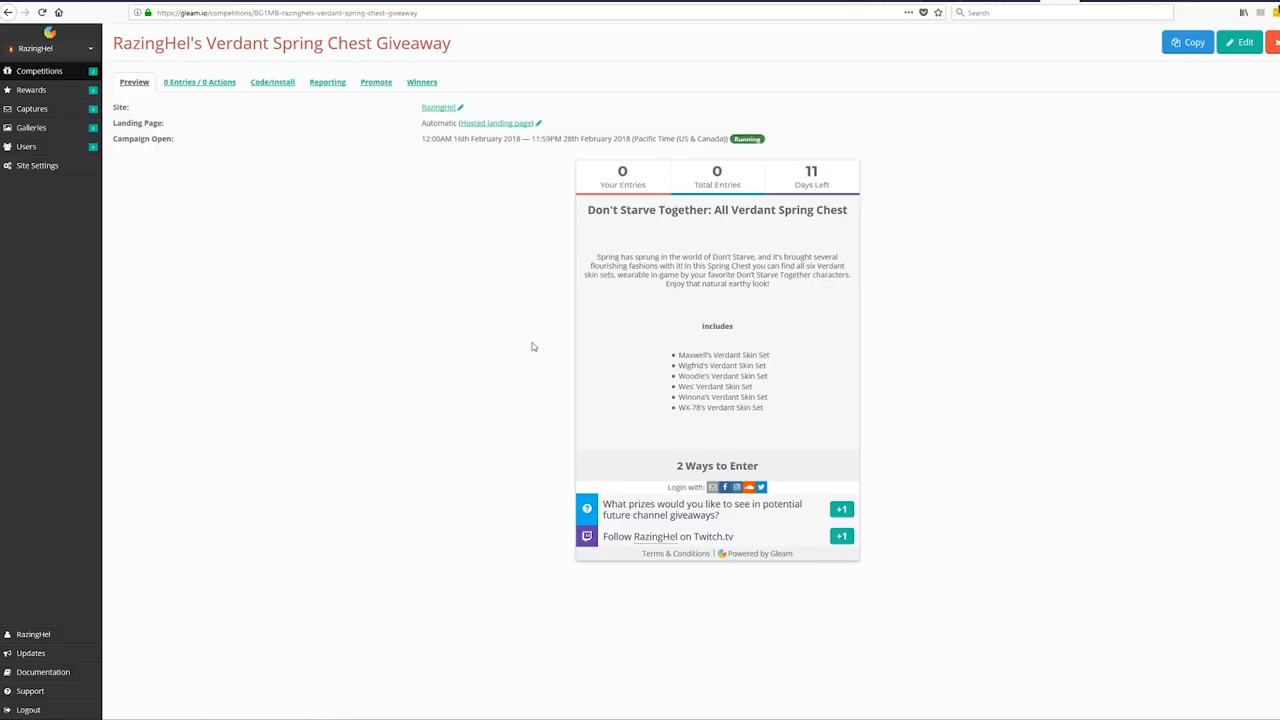 https://gleam.io/competitions/BG1MB-razinghels-verdant-spring-chest-giveaway
Search
RazingHel
RazingHel's Verdant Spring Chest Giveaway
Copy
Edit
Competitions
Rewards
Captures
Galleries
Users
Site Settings
Preview
0 Entries / 0 Actions
Code/Install
Reporting
Promote
Winners
Site:
RazingHel
Landing Page:
Automatic (Hosted landing page)
Campaign Open:
12:00AM 16th February 2018 — 11:59PM 28th February 2018 (Pacific Time (US & Canada)) Running
0
0
11
Your Entries
Total Entries
Days Left
Don't Starve Together: All Verdant Spring Chest
Spring has sprung in the world of Don't Starve, and it's brought several
flourishing fashions with it! In this Spring Chest you can find all six Verdant
skin sets, wearable in-game by your favorite Don't Starve Together characters.
Enjoy that natural earthy look!
Includes
Maxwell's Verdant Skin Set
Wigfrid's Verdant Skin Set
Woodie's Verdant Skin Set
Wes' Verdant Skin Set
Winona's Verdant Skin Set
WX-78's Verdant Skin Set
2 Ways to Enter
Login with:
What prizes would you like to see in potential
future channel giveaways?
+1
Follow RazingHel on Twitch.tv
+1
Terms & Conditions | Powered by Gleam
RazingHel
Updates
Documentation
Support
Logout